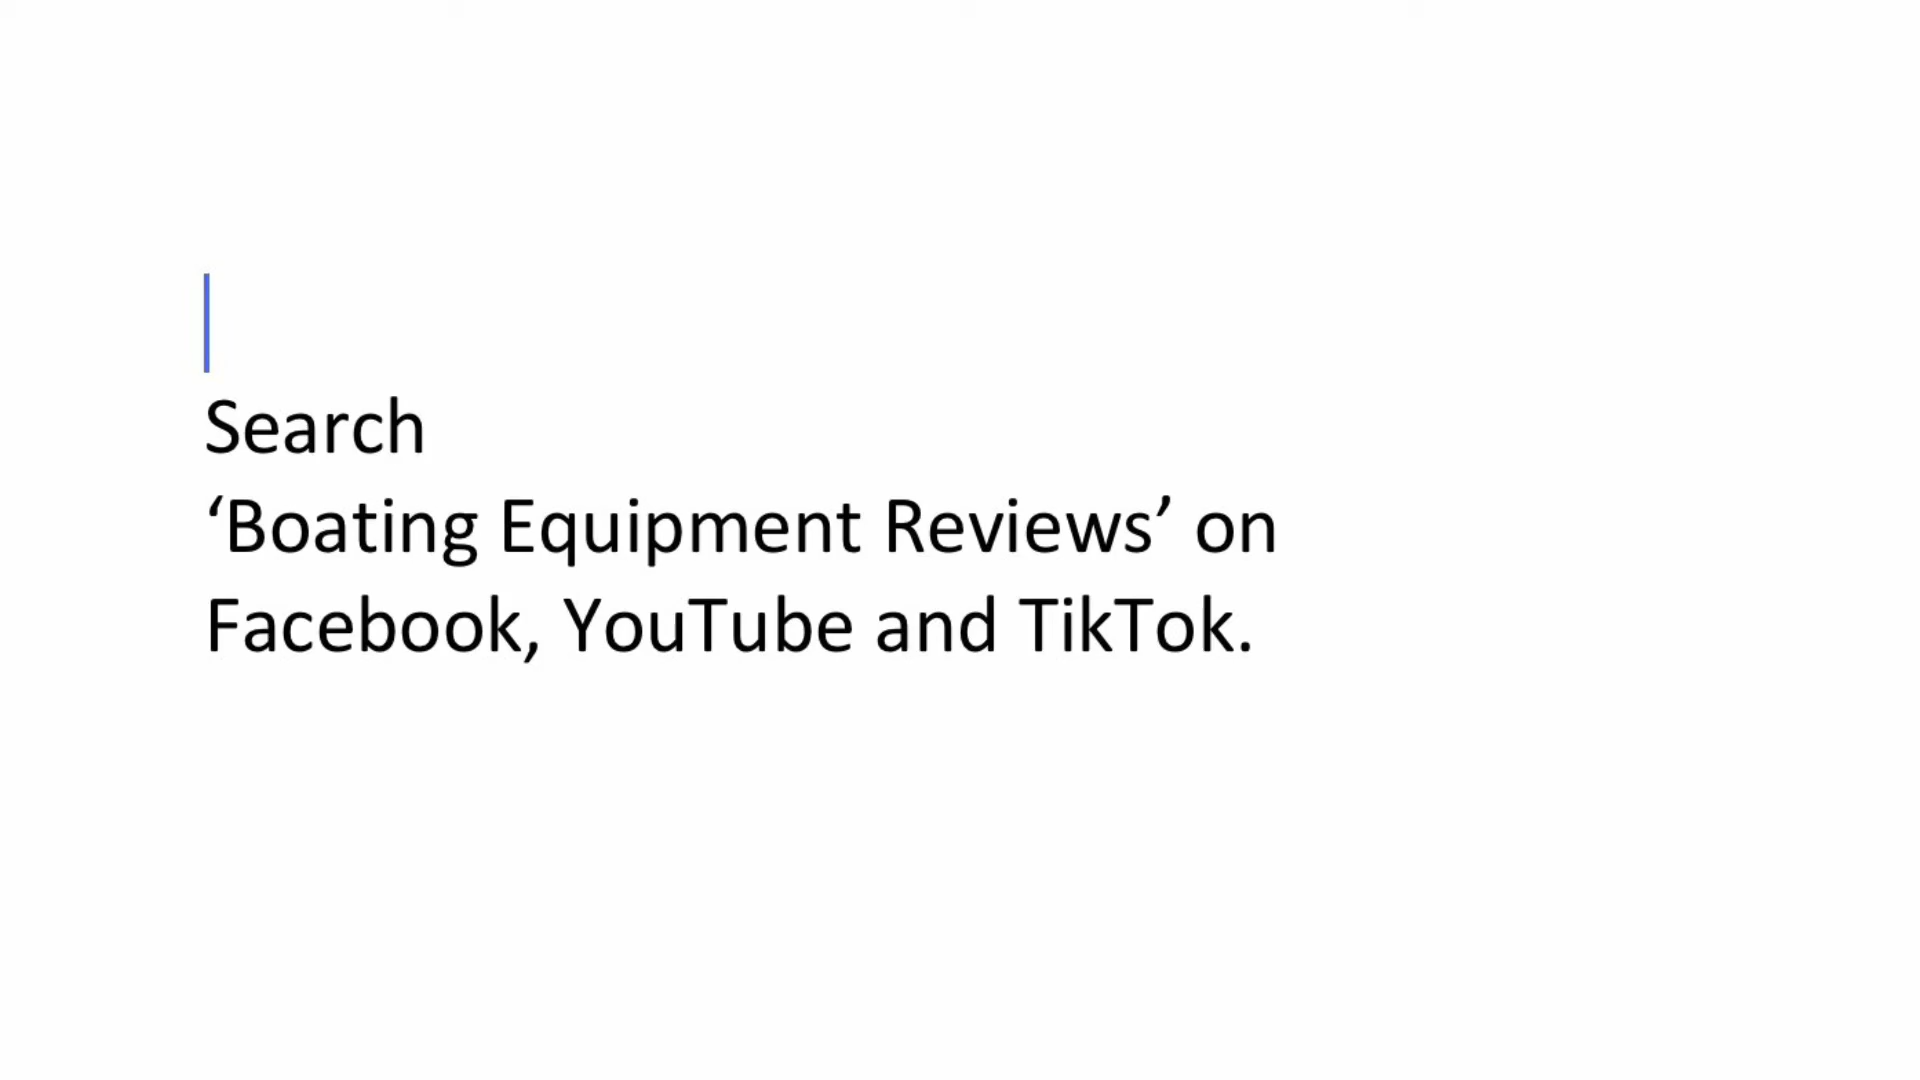 Search
‘Boating Equipment Reviews’ on
Facebook, YouTube and TikTok.